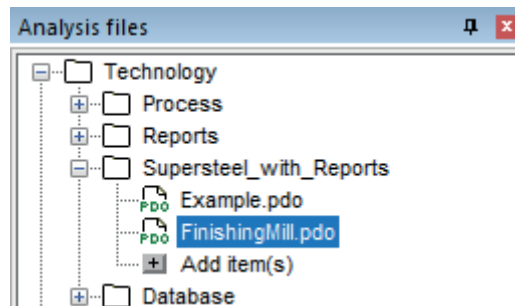 Analysis files
Technology
Process
Reports
Supersteel_with_Reports
PDO Example.pdo
PDO FinishingMill.pdo
Add item(s)
Database